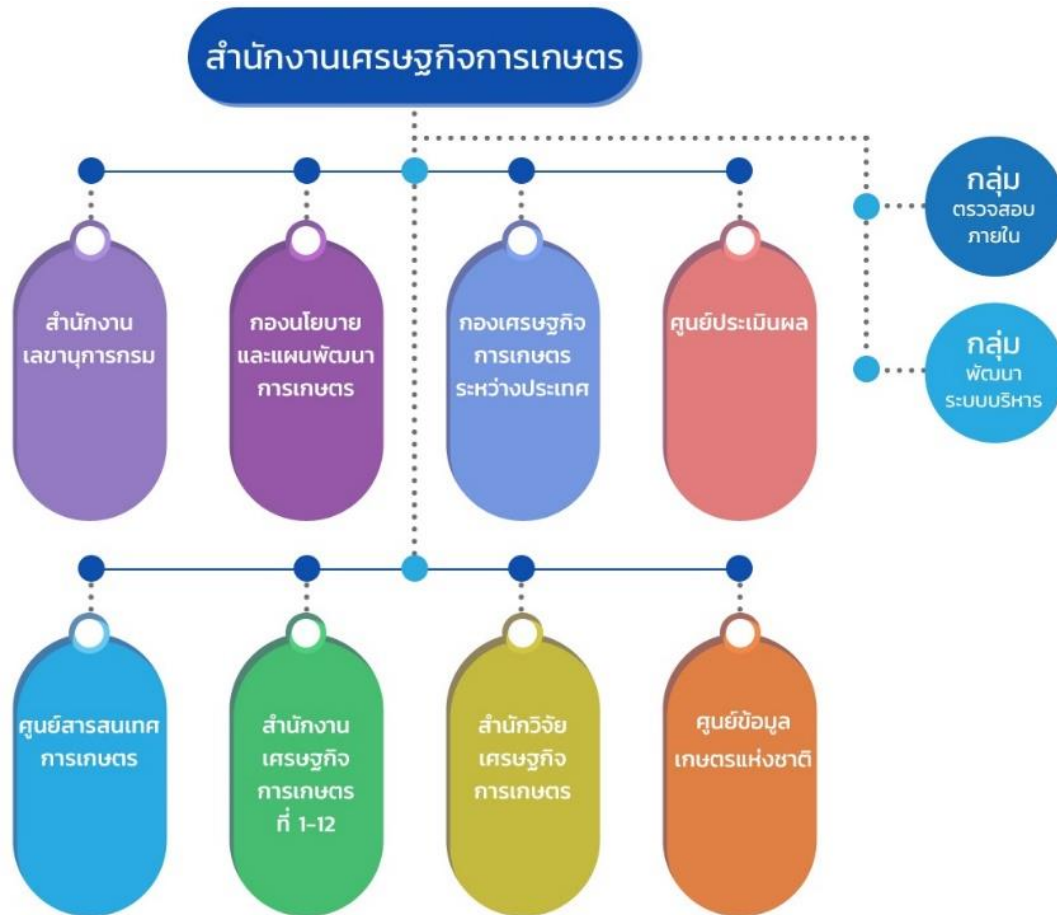 สำนักงานเศรษฐกิจการเกษตร
กลุ่ม
ตรวจสอบ
ภายใน
กลุ่ม
พัฒนา
ระบบบริหาร
สำนักงาน
เลขานุการกรม
กองนโยบาย
และแผนพัฒนา
การเกษตร
กองเศรษฐกิจ
การเกษตร
ระหว่างประเทศ
ศูนย์ประเมินผล
ศูนย์สารสนเทศ
การเกษตร
สำนักงาน
เศรษฐกิจ
การเกษตร
ที่ 1-12
สำนักวิจัย
เศรษฐกิจ
การเกษตร
ศูนย์ข้อมูล
เกษตรแห่งชาติ